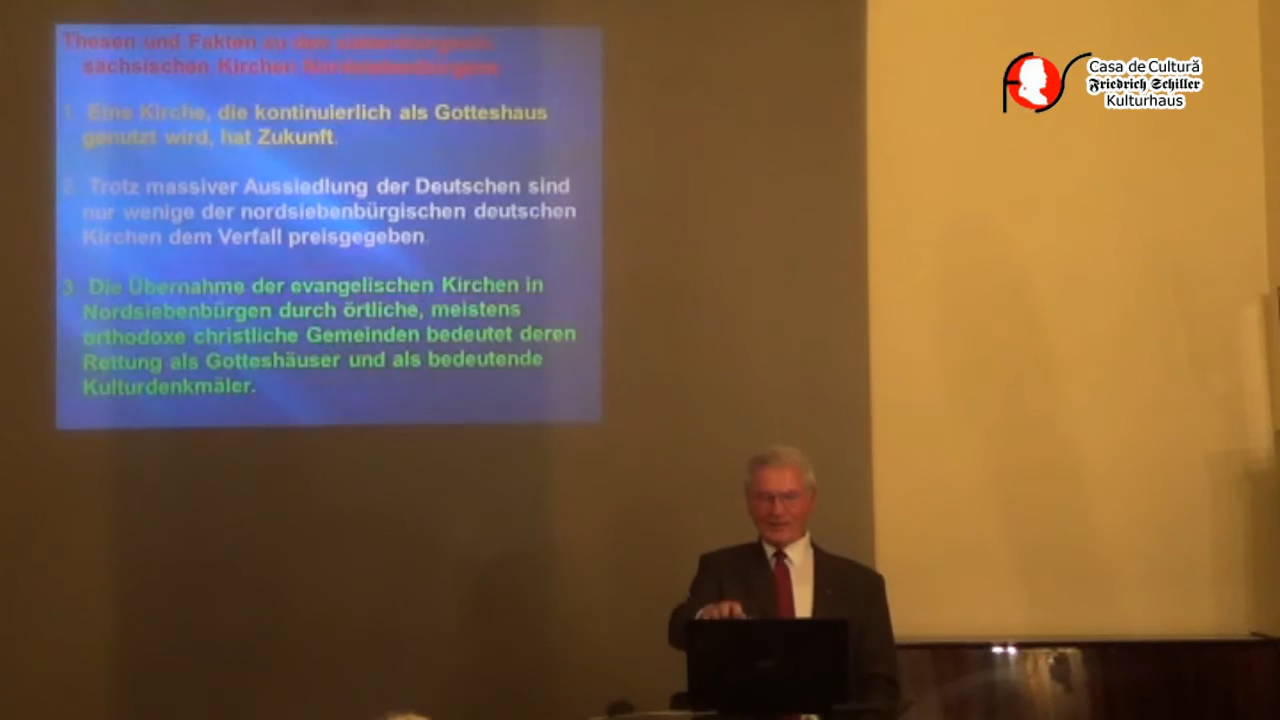 Thesen und Fakten zu den siebenbürgisch-
sächsischen Kirchen Nordsiebenbürgens
1. Eine Kirche, die kontinuierlich als Gotteshaus
genutzt wird, hat Zukunft.
2. Trotz massiver Aussiedlung der Deutschen sind
nur wenige der nordsiebenbürgischen deutschen
Kirchen dem Verfall preisgegeben.
3. Die Übernahme der evangelischen Kirchen in
Nordsiebenbürgen durch örtliche, meistens
orthodoxe christliche Gemeinden bedeutet deren
Rettung als Gotteshäuser und als bedeutende
Kulturdenkmäler.
Casa de Cultură
Friedrich Schiller
Kulturhaus